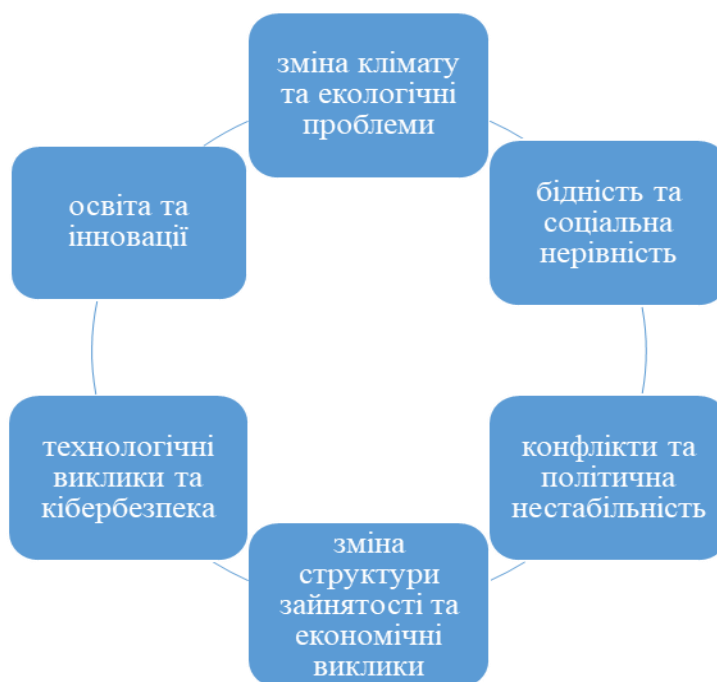 зміна клімату
та екологічні
проблеми
бідність та
соціальна
нерівність
конфлікти та
політична
нестабільність
зміна
структури
зайнятості та
економічні
виклики
технологічні
виклики та
кібербезпека
освіта та
інновації